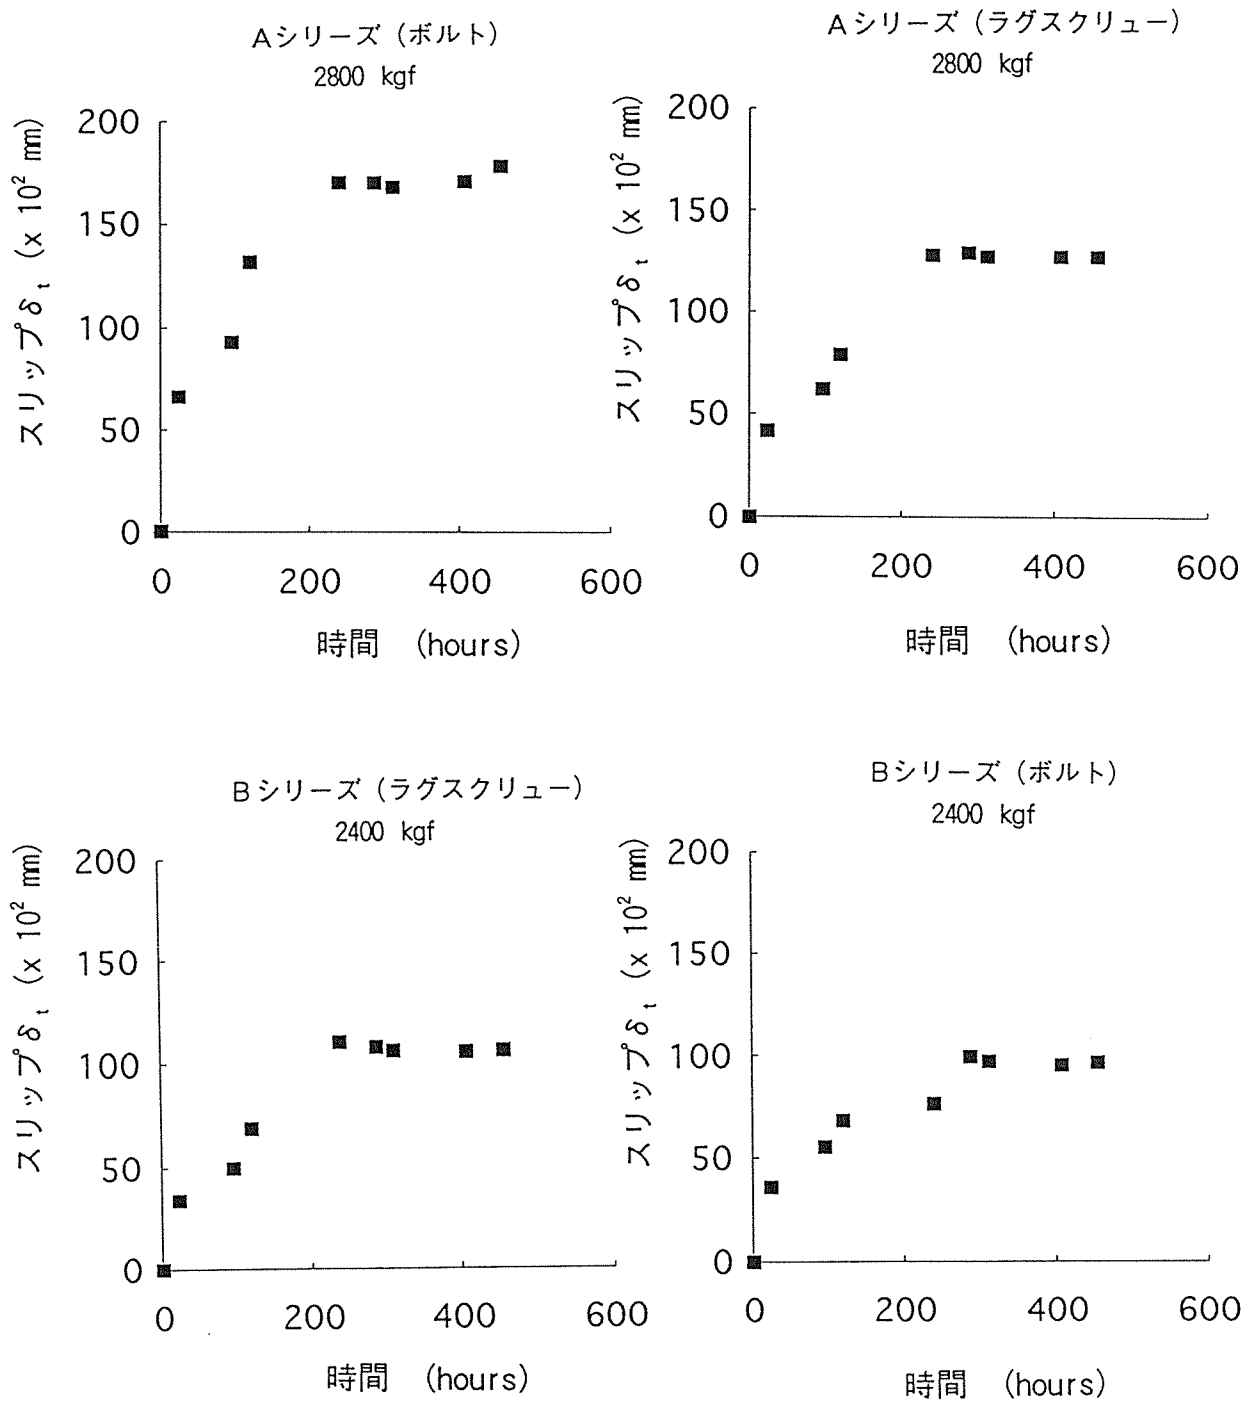 Aシリーズ（ボルト）
2800 kgf
スリップδt (x 10² mm)
200
150
100
50
0
0 200 400 600
時間 (hours)
Aシリーズ（ラグスクリュー）
2800 kgf
スリップδt (x 10² mm)
200
150
100
50
0
0 200 400 600
時間 (hours)
Bシリーズ（ラグスクリュー）
2400 kgf
スリップδt (x 10² mm)
200
150
100
50
0
0 200 400 600
時間 (hours)
Bシリーズ（ボルト）
2400 kgf
スリップδt (x 10² mm)
200
150
100
50
0
0 200 400 600
時間 (hours)